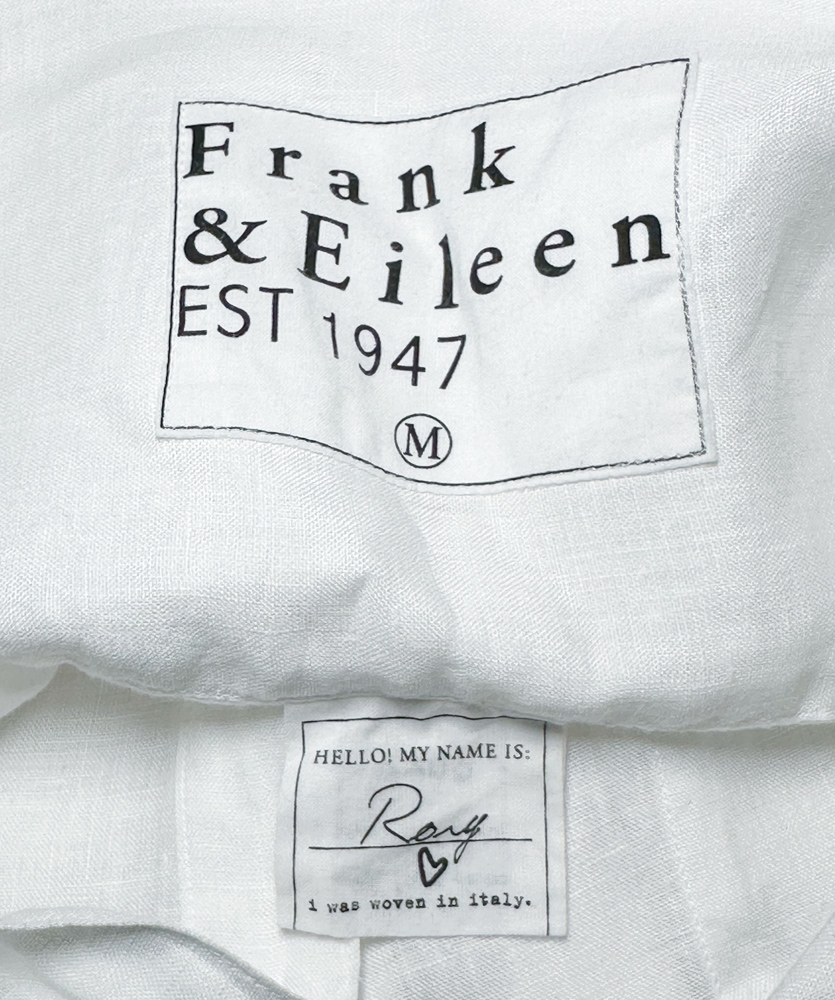 Frank
& Eileen
EST 1947
M
HELLO! MY NAME IS:
Rory
i was woven in italy.